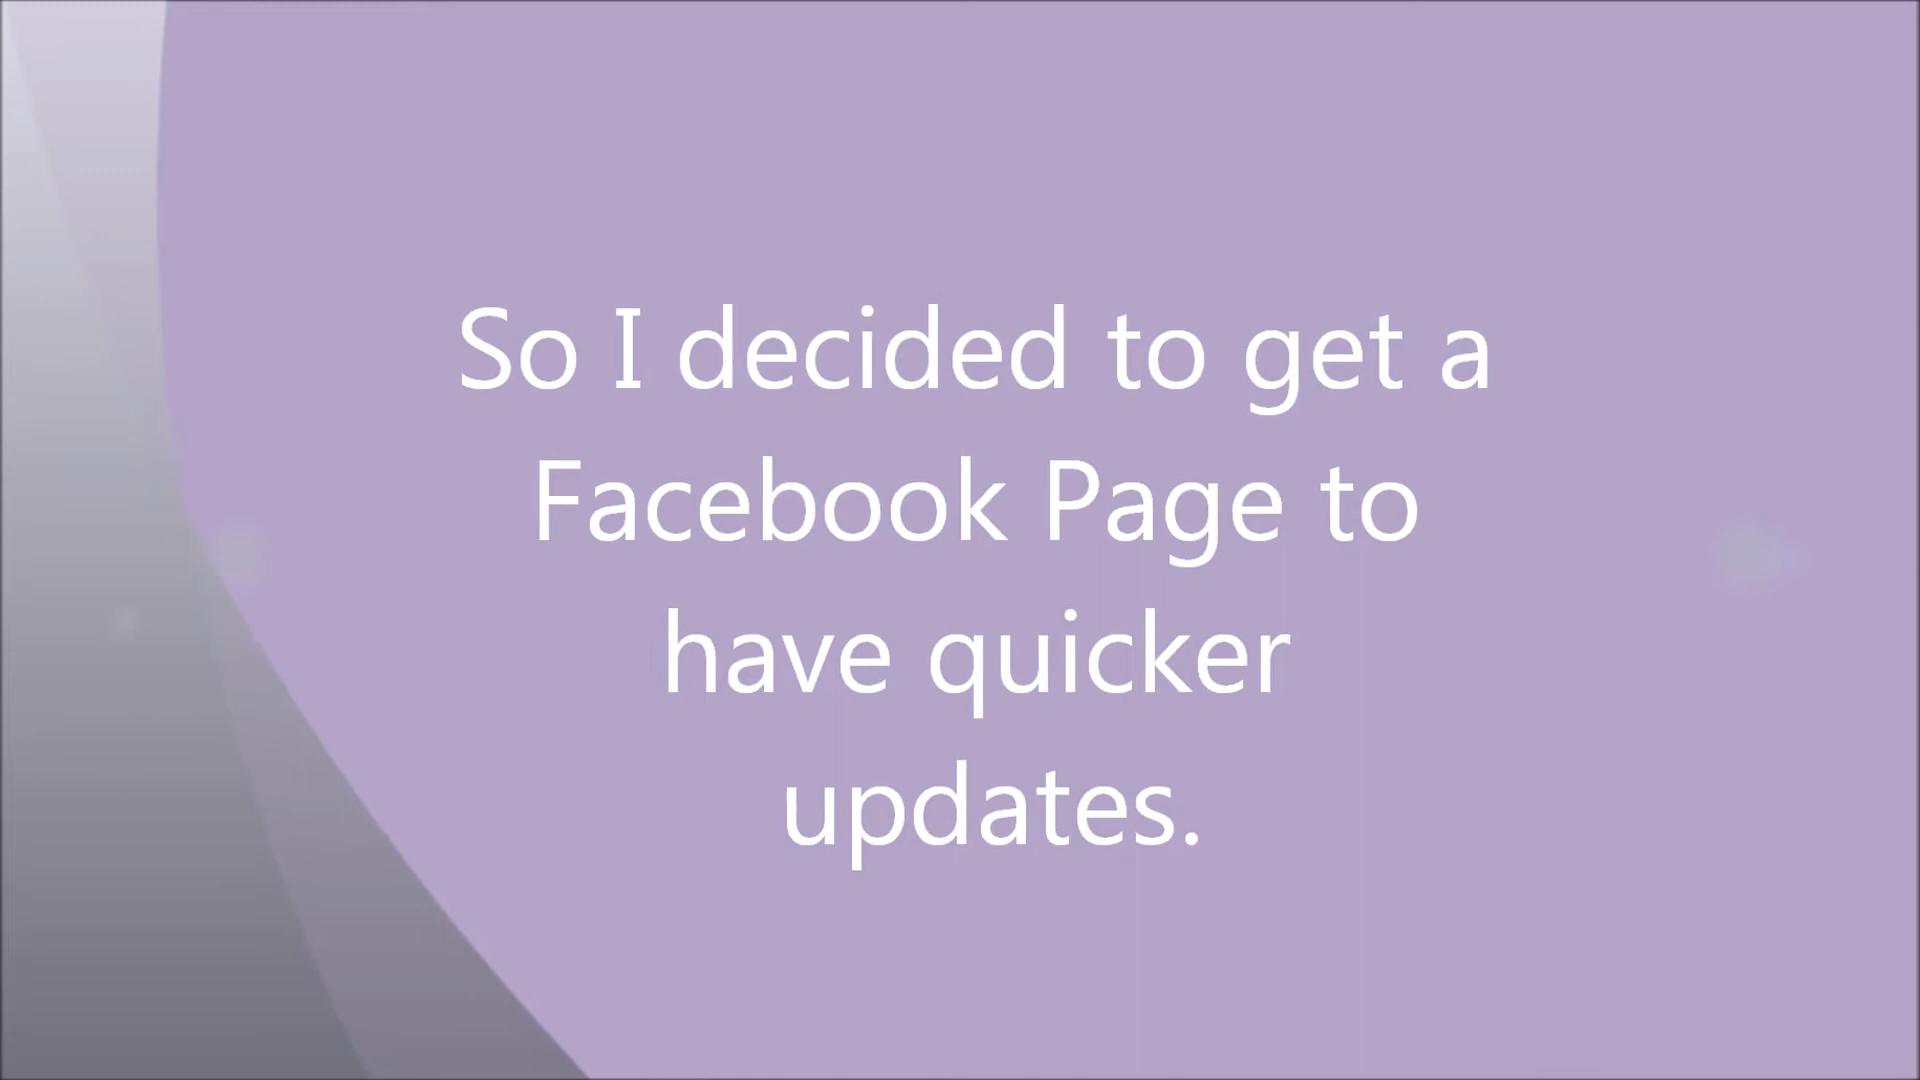 So I decided to get a
Facebook Page to
have quicker
updates.